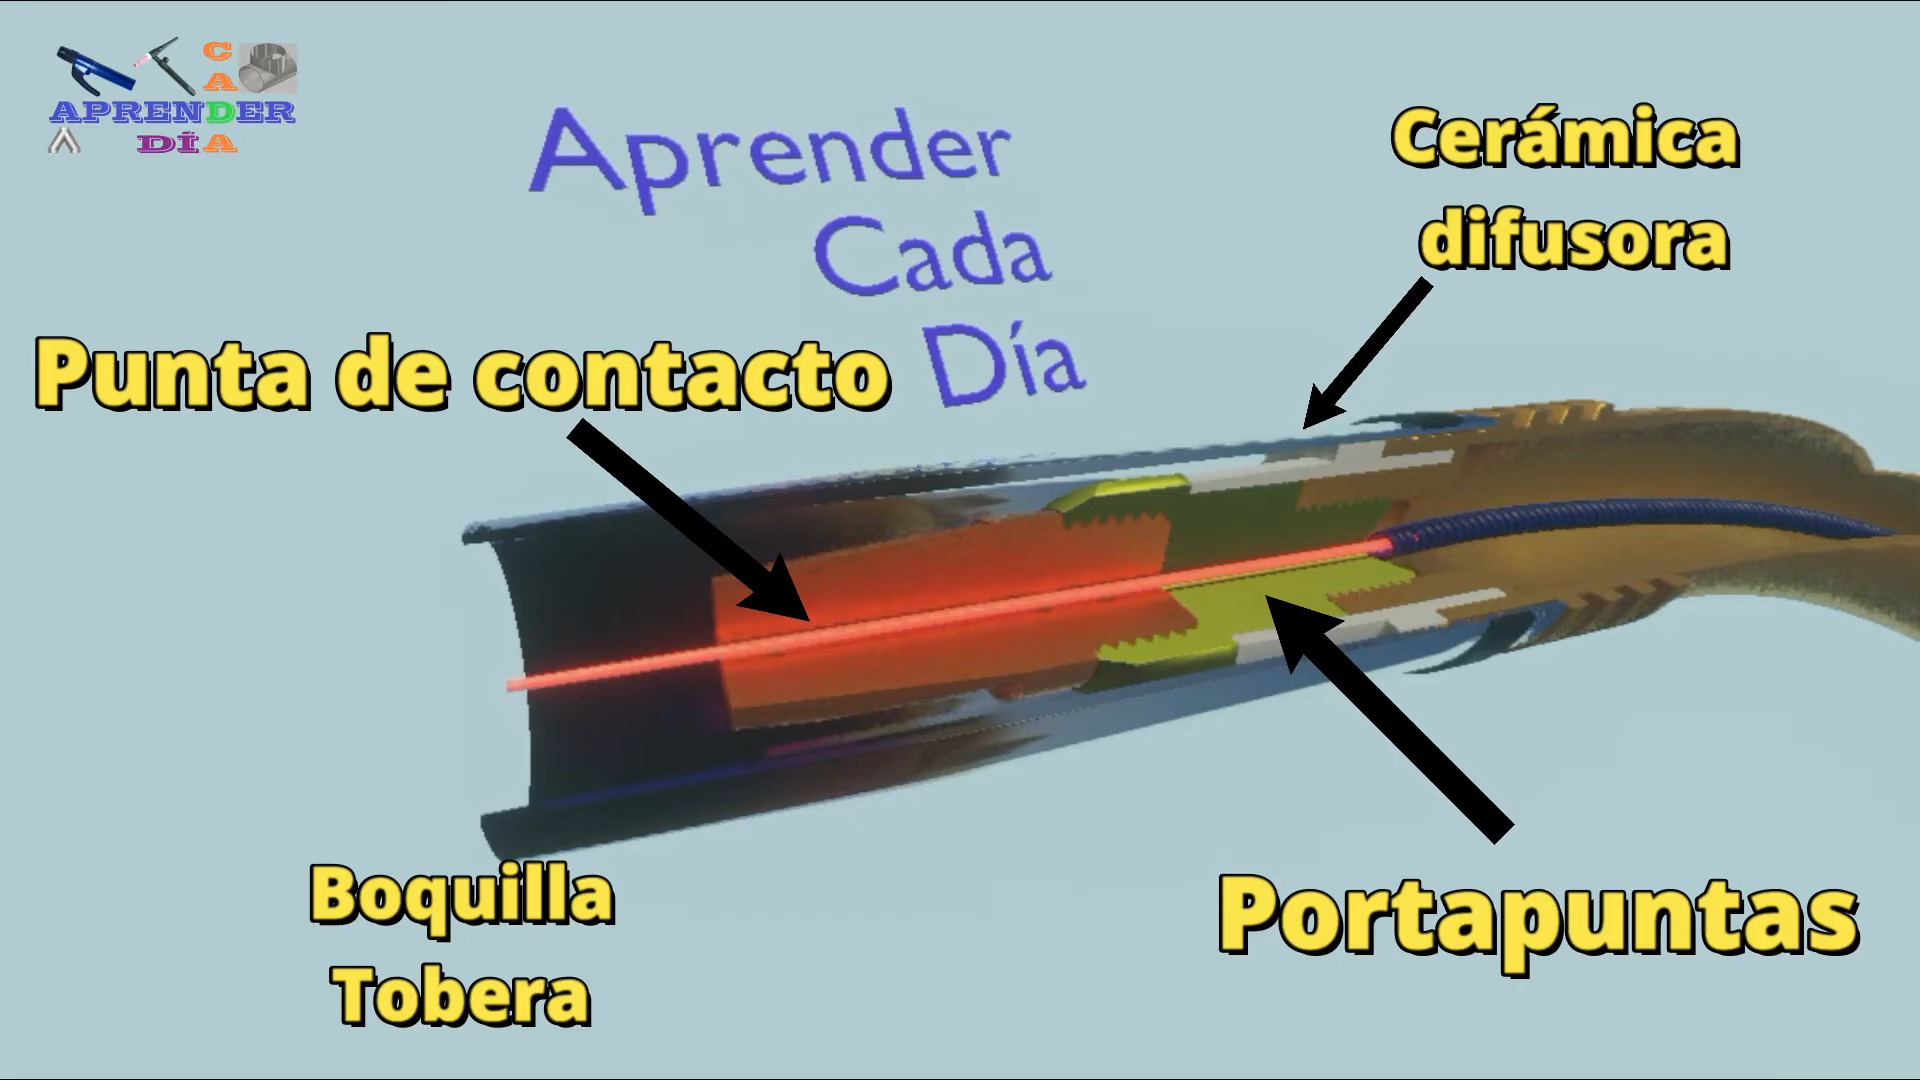 CADA
APRENDER
DÍA
Aprender
Cada
Día
Cerámica
difusora
Punta de contacto
Boquilla
Tobera
Portapuntas